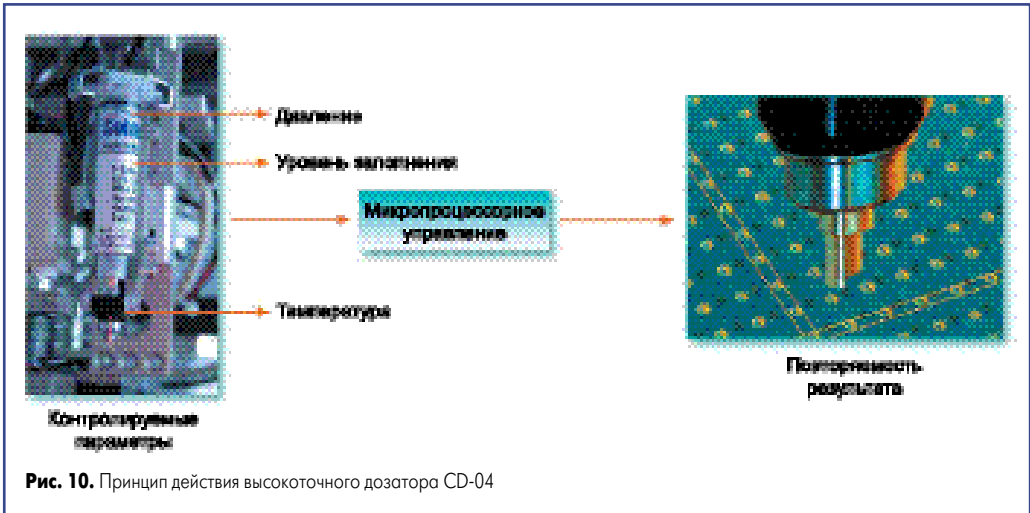 Давление
Уровень заполнения
Микропроцессорное
управление
Температура
Повторяемость
результата
Контролируемые
параметры
Рис. 10. Принцип действия высокоточного дозатора CD-04